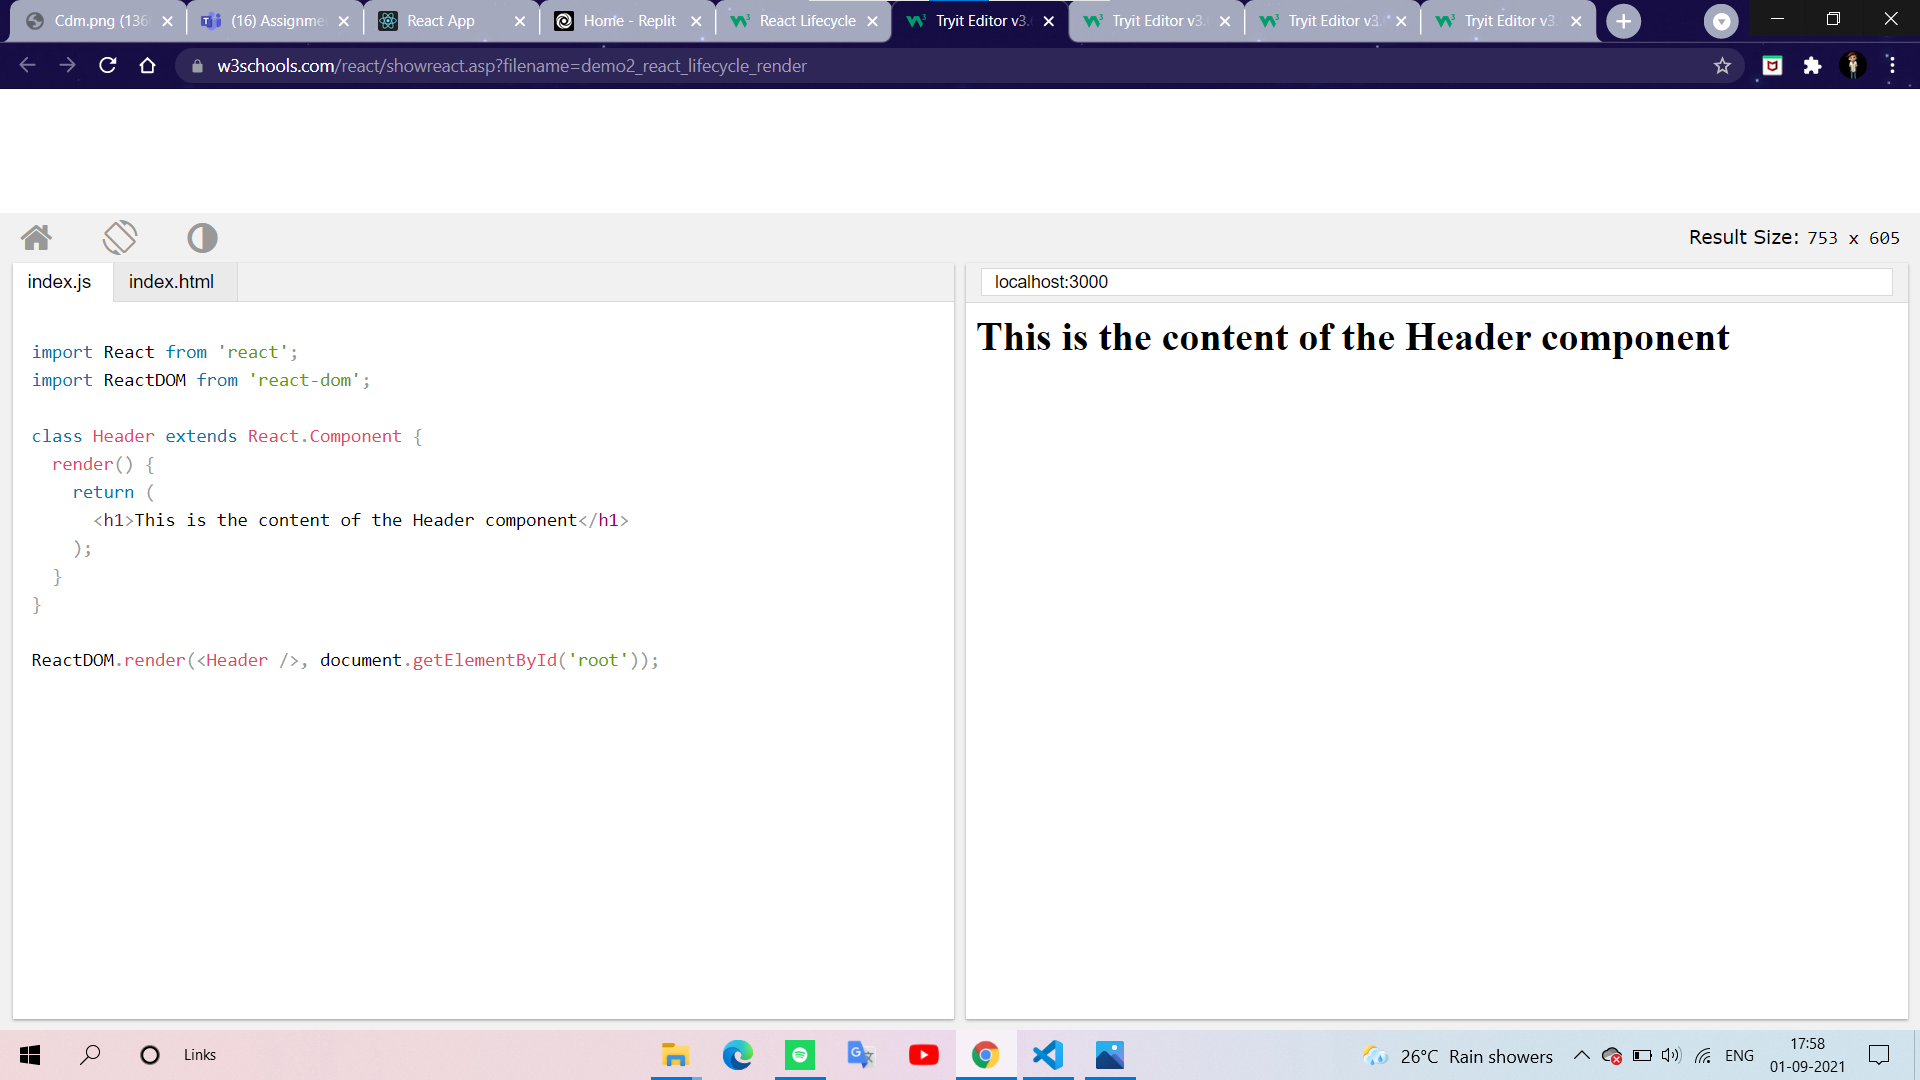 Cdm.png (136 (16) Assignme React App Home - Replit React Lifecycle Tryit Editor v3. Tryit Editor v3. Tryit Editor v3. Tryit Editor v3.
w3schools.com/react/showreact.asp?filename=demo2_react_lifecycle_render
Result Size: 753 x 605
index.js index.html
localhost:3000
This is the content of the Header component
import React from 'react';
import ReactDOM from 'react-dom';
class Header extends React.Component {
render() {
return (
<h1>This is the content of the Header component</h1>
);
}
}
ReactDOM.render(<Header />, document.getElementById('root'));
Links
26°C Rain showers
ENG
17:58
01-09-2021